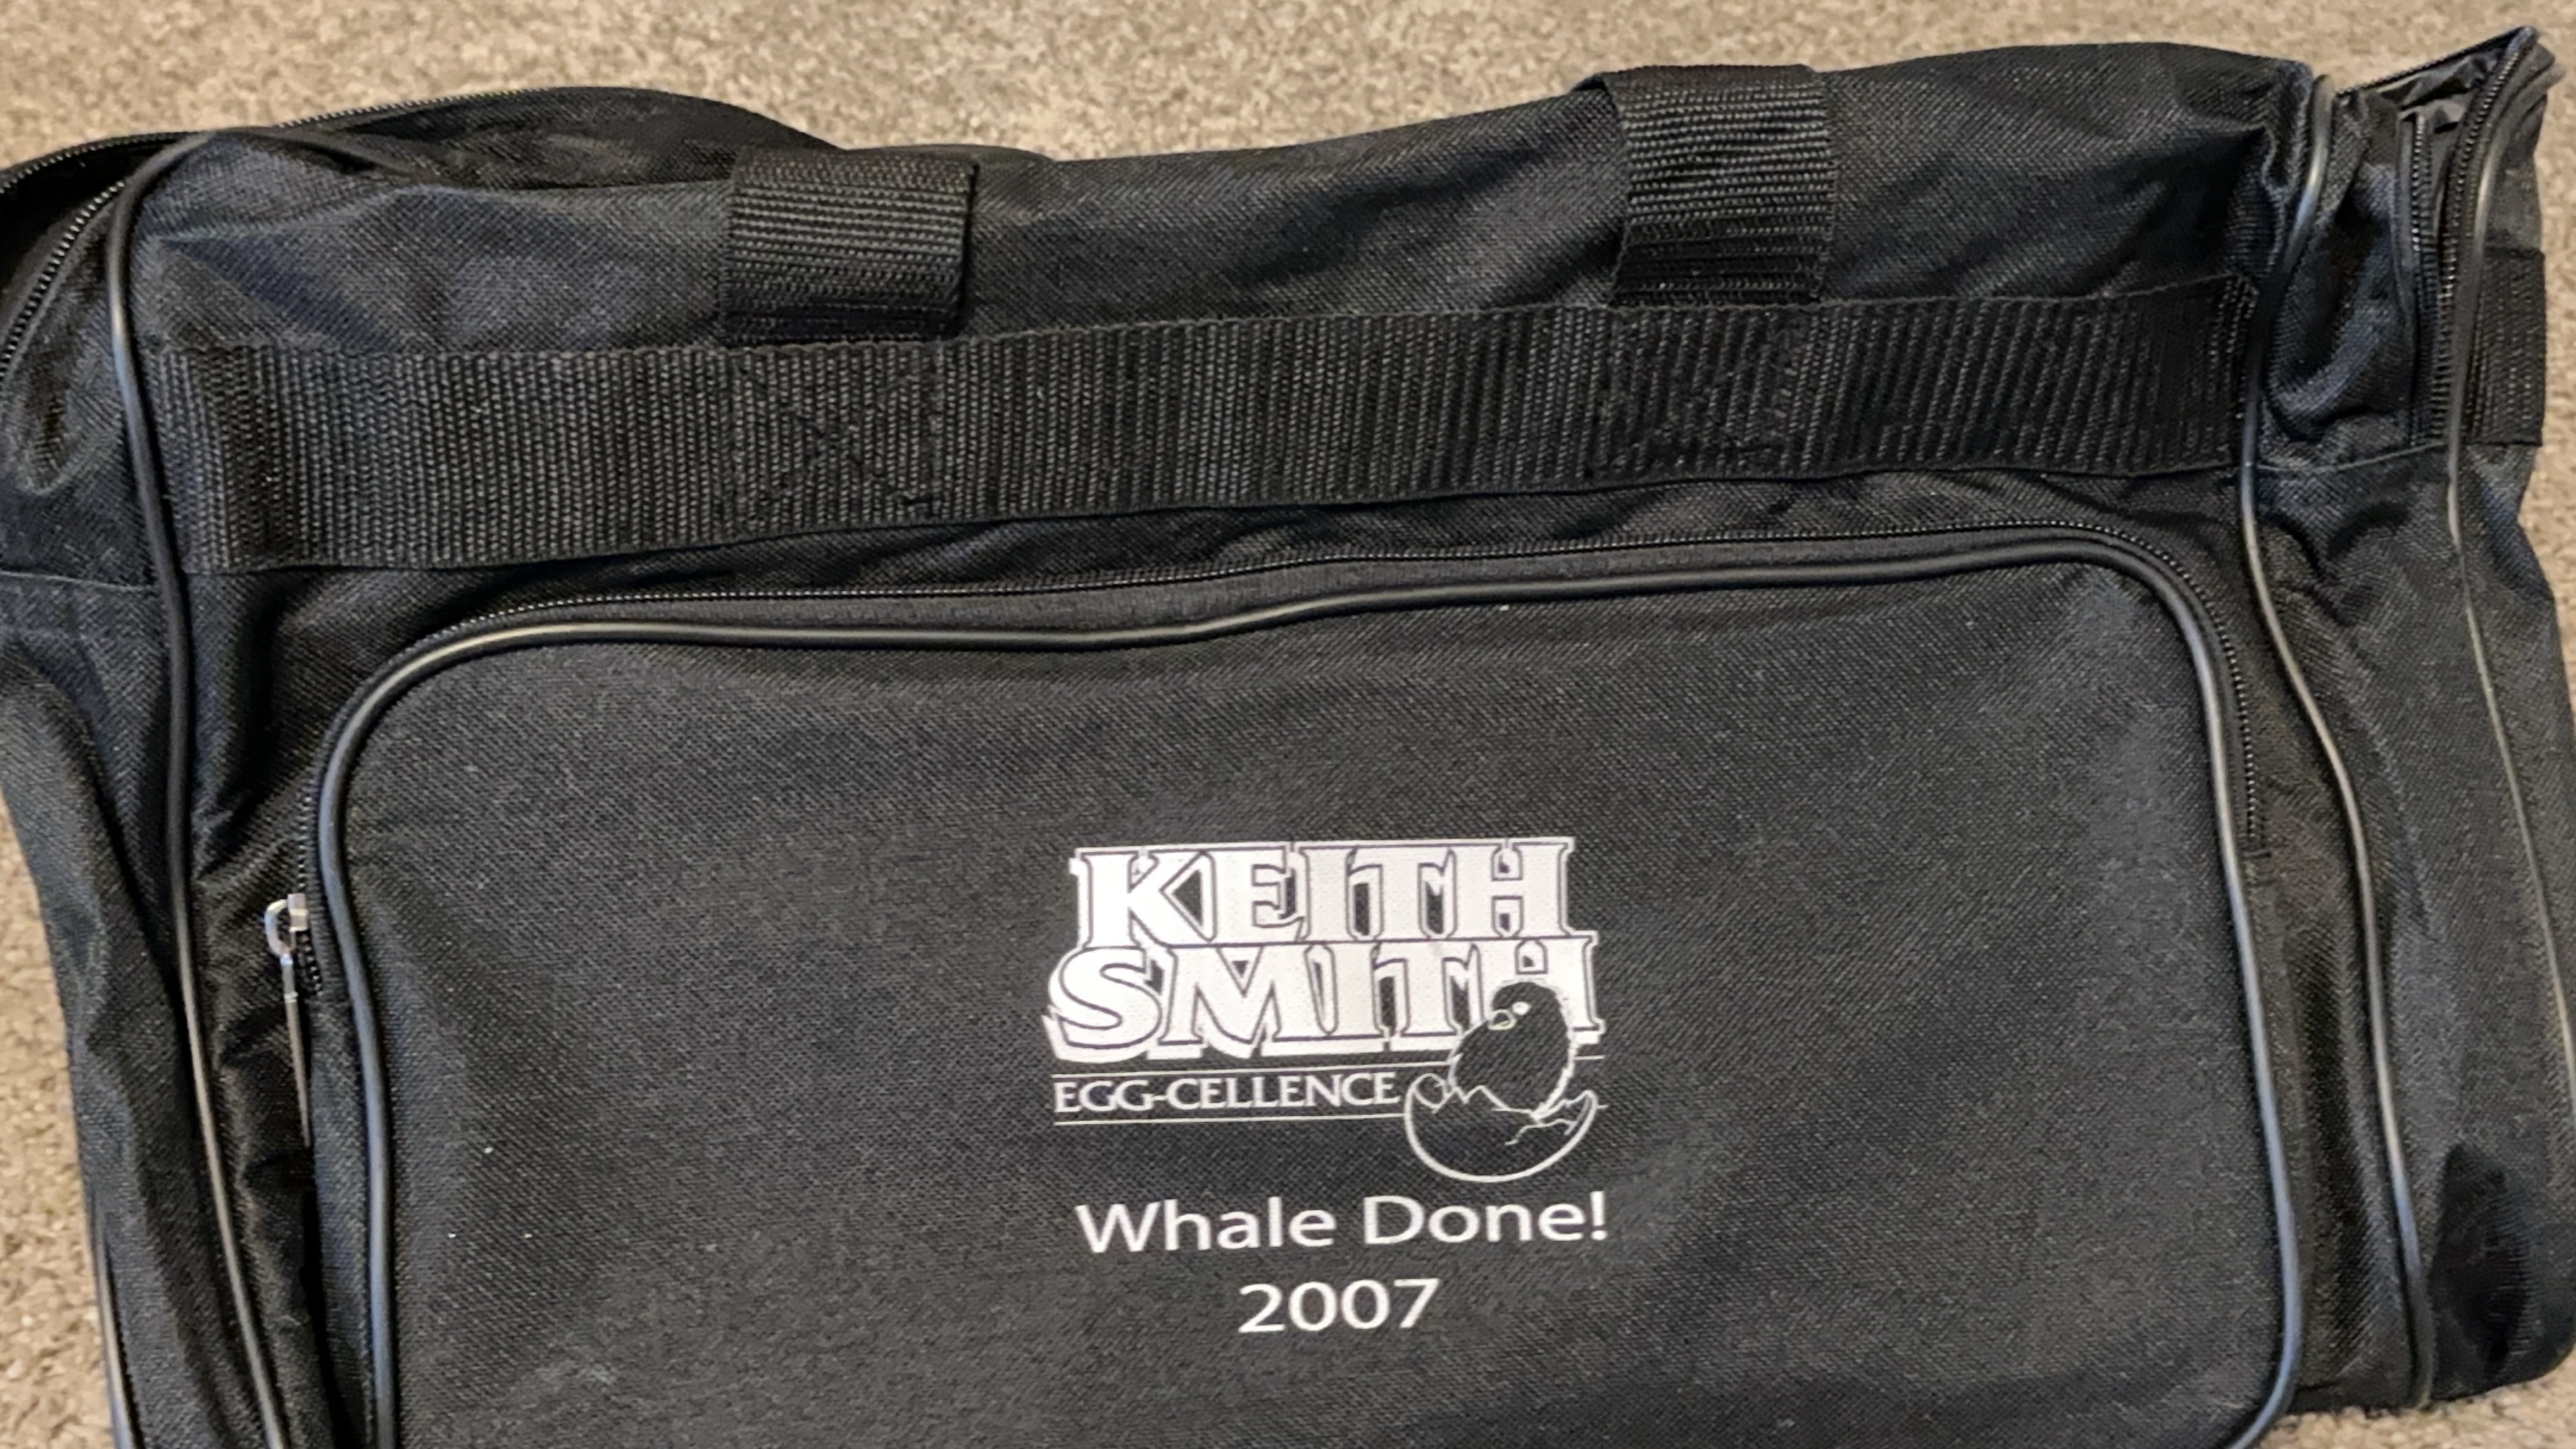 KEITH
SMITH
EGG-CELLENCE
Whale Done!
2007